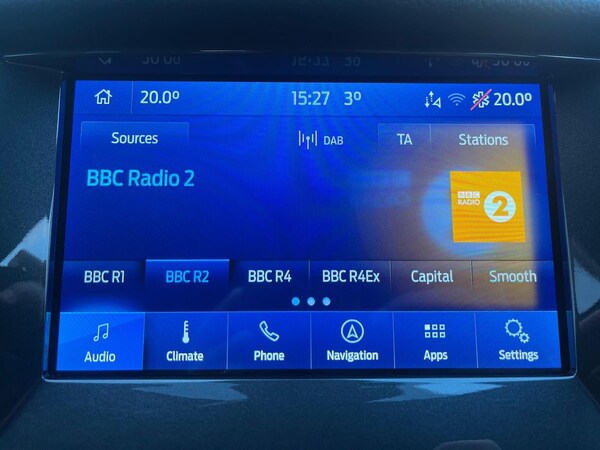 20.0° 15:27 3° 20.0°
Sources DAB TA Stations
BBC Radio 2
BBC
RADIO 2
BBC R1 BBC R2 BBC R4 BBC R4Ex Capital Smooth
Audio Climate Phone Navigation Apps Settings